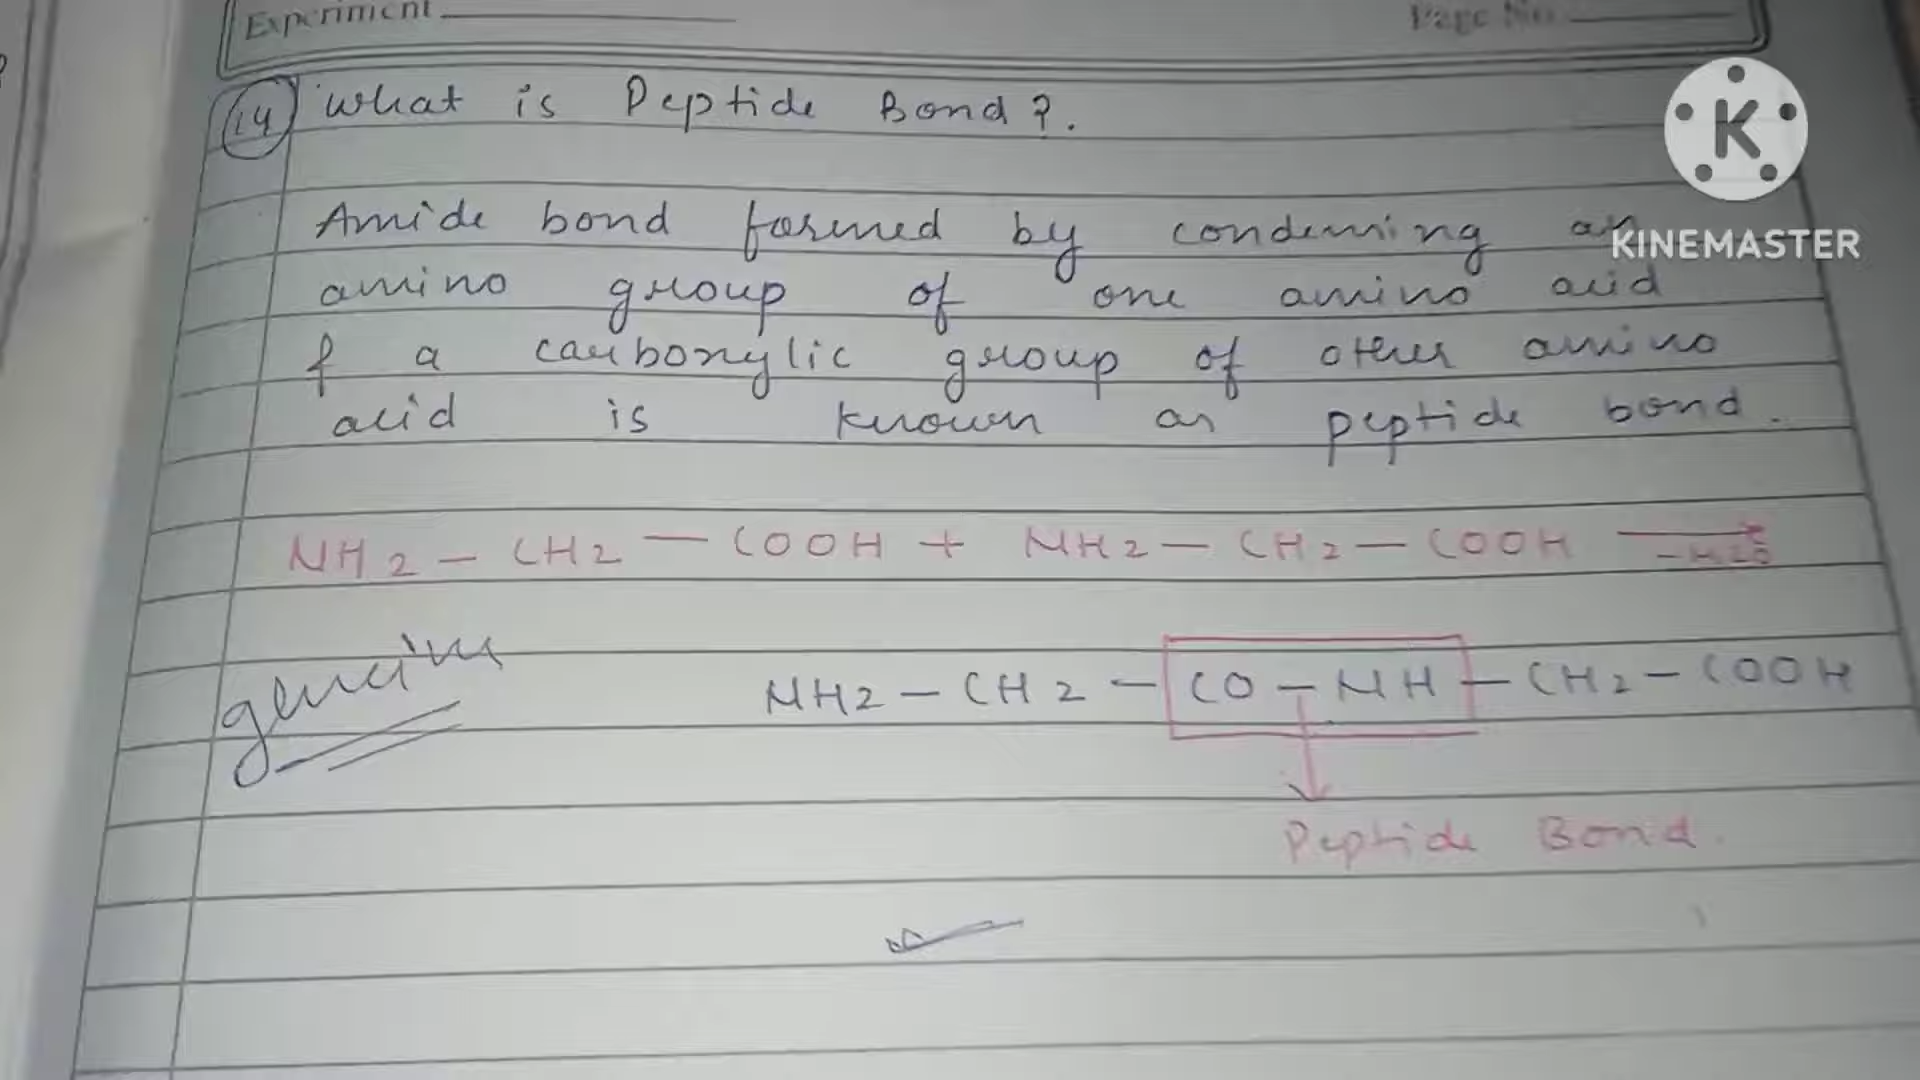 Experiment
Page No.
14 What is Peptide Bond?.
Amide bond formed by condensing an
amino group of one amino acid
& a carboxylic group of other amino
acid is known as peptide bond.
NH2 - CH2 - COOH + NH2 - CH2 - COOH → -H2O
NH2 - CH2 - CO - NH - CH2 - COOH
Peptide Bond.
K
KINEMASTER